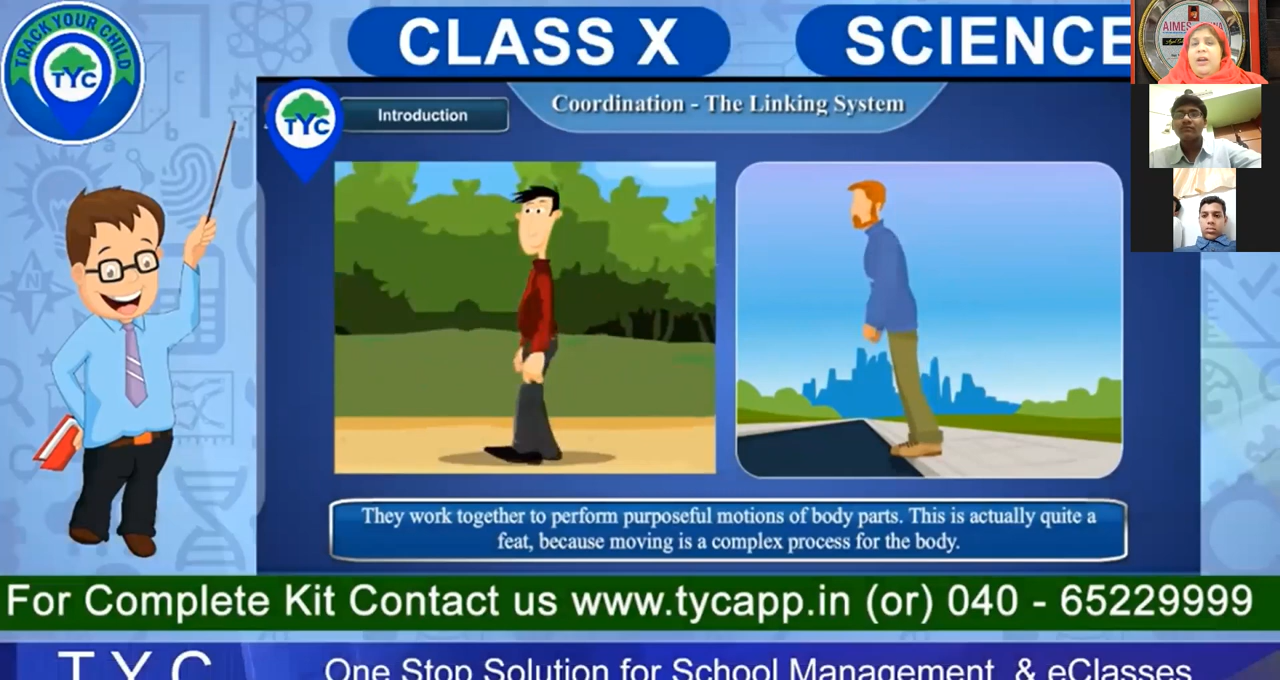 TRACK YOUR CHILD
TYC
CLASS X
SCIENCE
TYC
Introduction
Coordination - The Linking System
They work together to perform purposeful motions of body parts. This is actually quite a
feat, because moving is a complex process for the body.
For Complete Kit Contact us www.tycapp.in (or) 040 - 65229999
TYC
One Stop Solution for School Management & eClasses